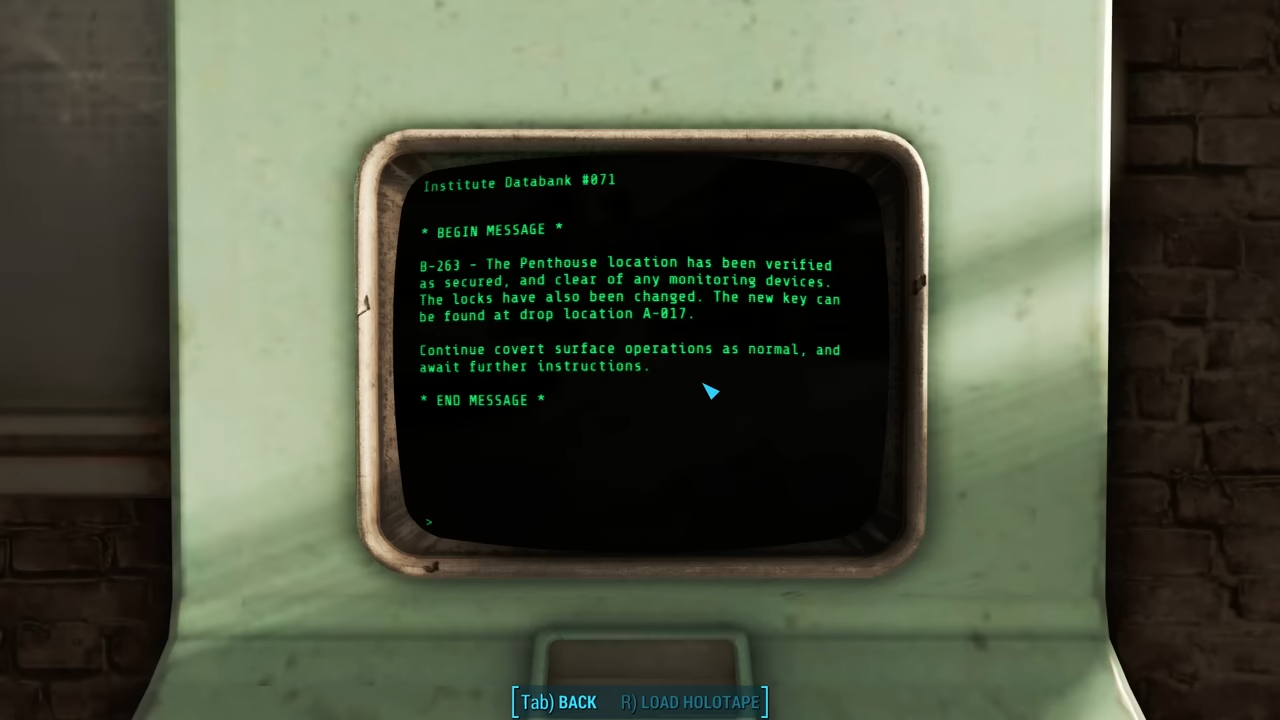 Institute Databank #071
* BEGIN MESSAGE *
B-263 - The Penthouse location has been verified
as secured, and clear of any monitoring devices.
The locks have also been changed. The new key can
be found at drop location A-017.
Continue covert surface operations as normal, and
await further instructions.
* END MESSAGE *
>
[Tab) BACK R) LOAD HOLOTAPE]